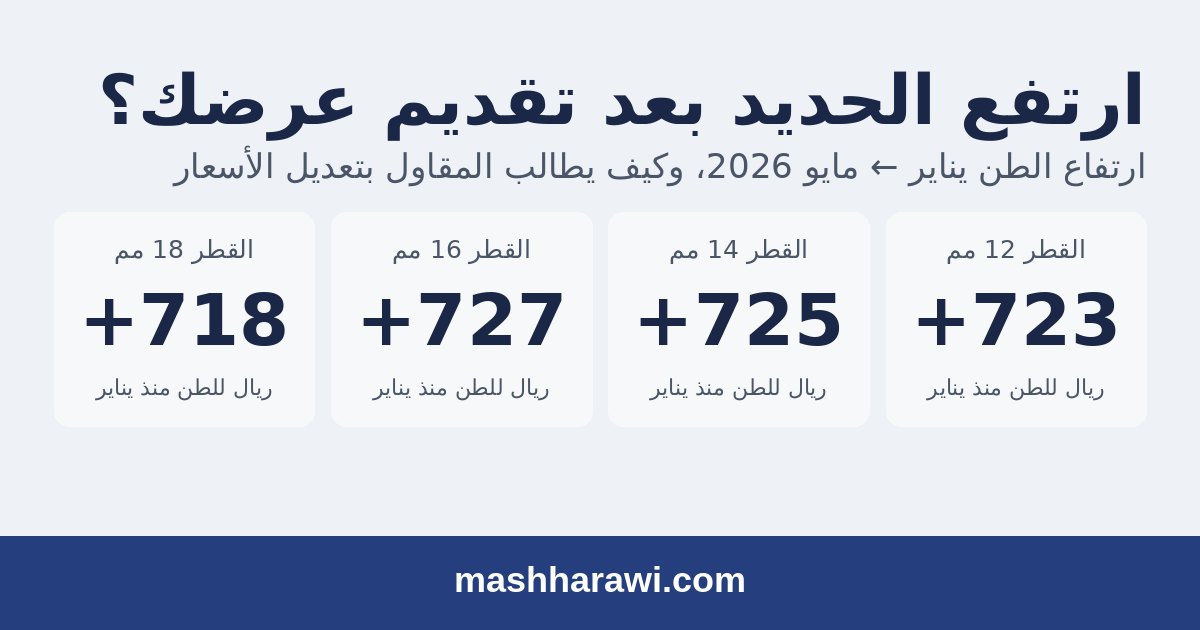 ارتفع الحديد بعد تقديم عرضك؟
ارتفاع الطن يناير ← مايو 2026، وكيف يطالب المقاول بتعديل الأسعار
القطر 12 مم
+723
ريال للطن منذ يناير
القطر 14 مم
+725
ريال للطن منذ يناير
القطر 16 مم
+727
ريال للطن منذ يناير
القطر 18 مم
+718
ريال للطن منذ يناير
mashharawi.com